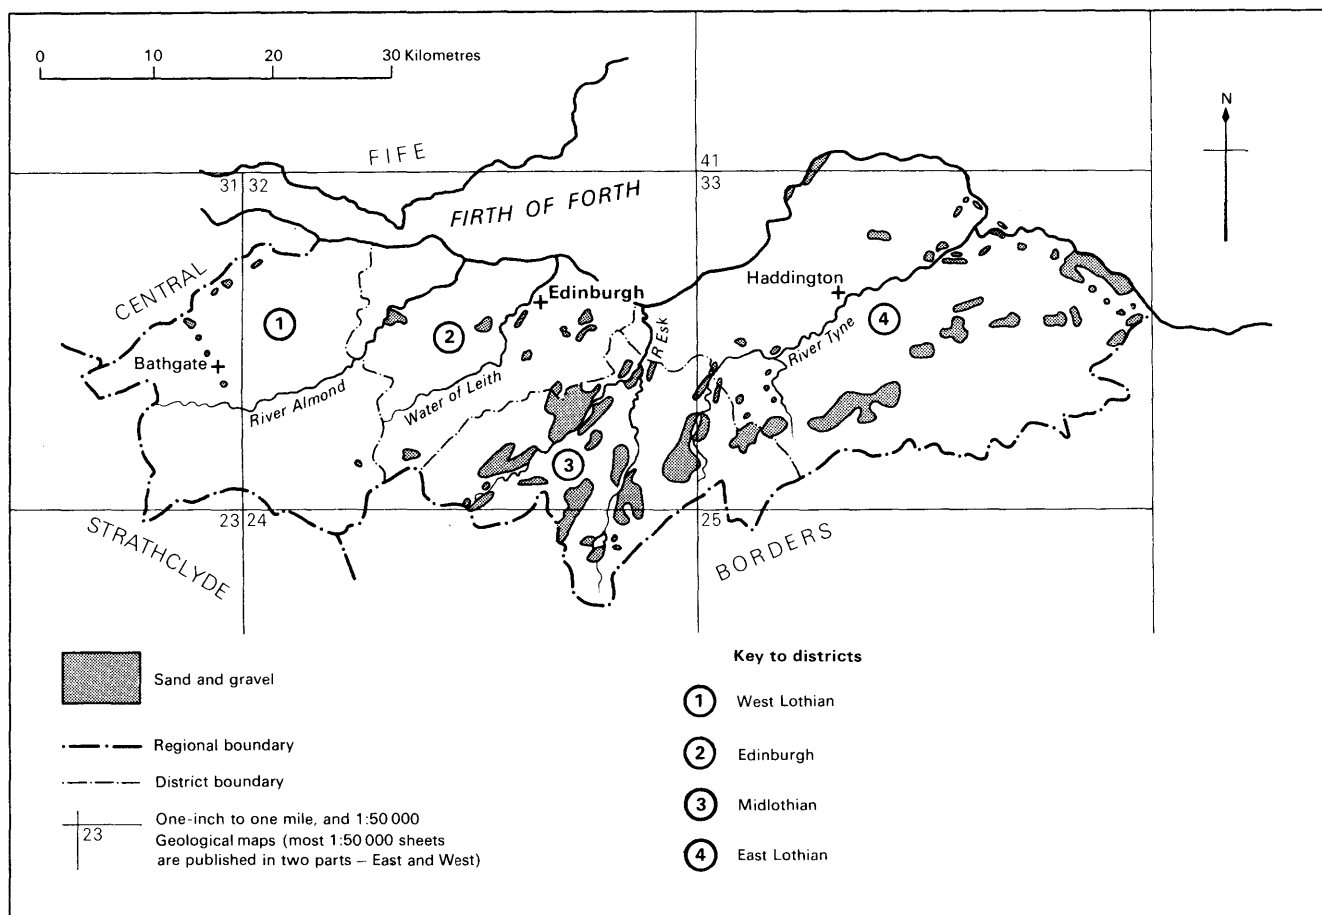 0 10 20 30 Kilometres
N
FIFE
41
31 32
33
FIRTH OF FORTH
CENTRAL
Haddington
Edinburgh
1
2
4
R Esk
River Tyne
Bathgate
Water of Leith
River Almond
3
23 24
25
STRATHCLYDE
BORDERS
Sand and gravel
Regional boundary
District boundary
23
One-inch to one mile, and 1:50 000
Geological maps (most 1:50 000 sheets
are published in two parts – East and West)
Key to districts
1 West Lothian
2 Edinburgh
3 Midlothian
4 East Lothian